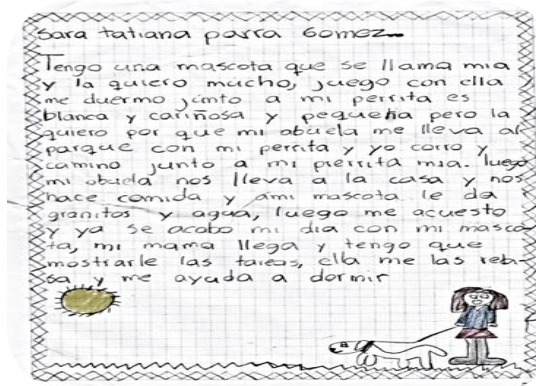 Sara tatiana parra Gomez
Tengo una mascota que se llama mia
y la quiero mucho, juego con ella
me duermo junto a mi perrita es
blanca y cariñosa y pequeña pero la
quiero por que mi abuela me lleva al
parque con mi perrita y yo corro y
camino junto a mi pierrita mia. luego
mi abuela nos lleva a la casa y nos
hace comida y ami mascota le da
granitos y agua, luego me acuesto
y ya se acabo mi dia con mi masco-
ta, mi mama llega y tengo que
mostrarle las tareas, ella me las rebi-
sa y me ayuda a dormir